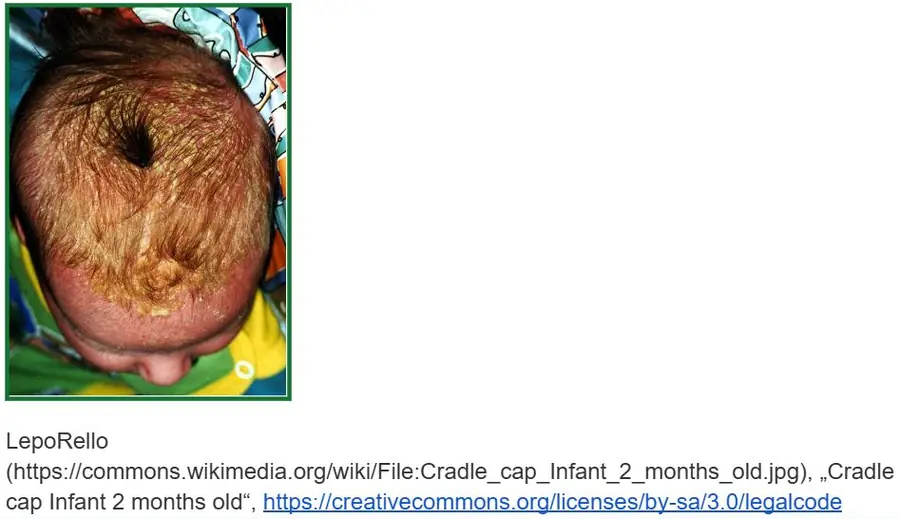 LepoRello
(https://commons.wikimedia.org/wiki/File:Cradle_cap_Infant_2_months_old.jpg), „Cradle
cap Infant 2 months old“, https://creativecommons.org/licenses/by-sa/3.0/legalcode